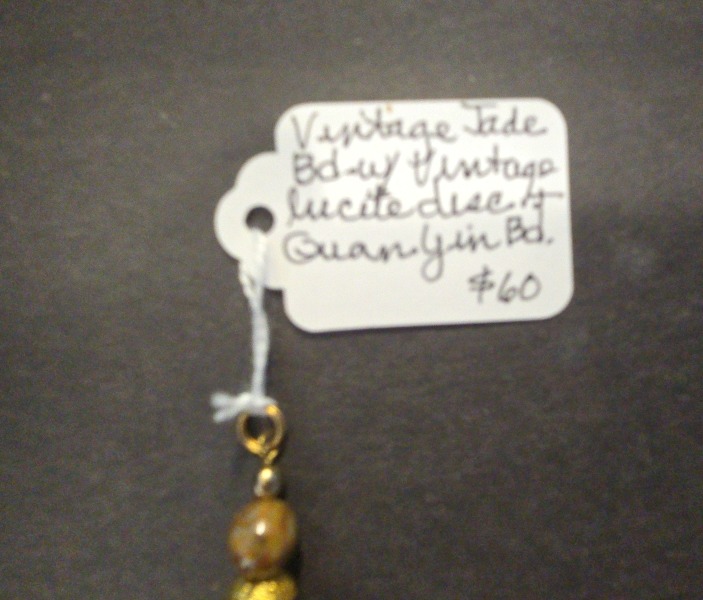 Vintage Jade
Bd-w/ Vintage
lucite disc +
Quan Yin Bd.
$60